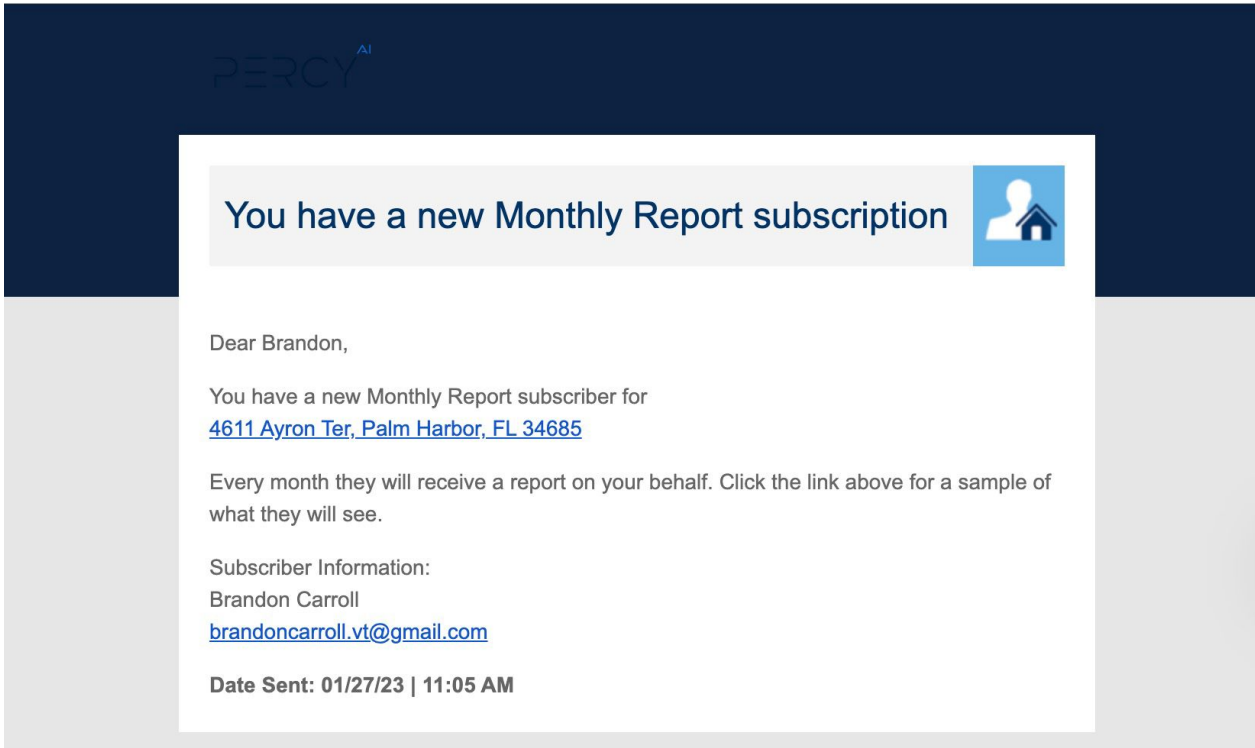 PERCY AI
You have a new Monthly Report subscription
Dear Brandon,
You have a new Monthly Report subscriber for
4611 Ayron Ter, Palm Harbor, FL 34685
Every month they will receive a report on your behalf. Click the link above for a sample of
what they will see.
Subscriber Information:
Brandon Carroll
brandoncarroll.vt@gmail.com
Date Sent: 01/27/23 | 11:05 AM